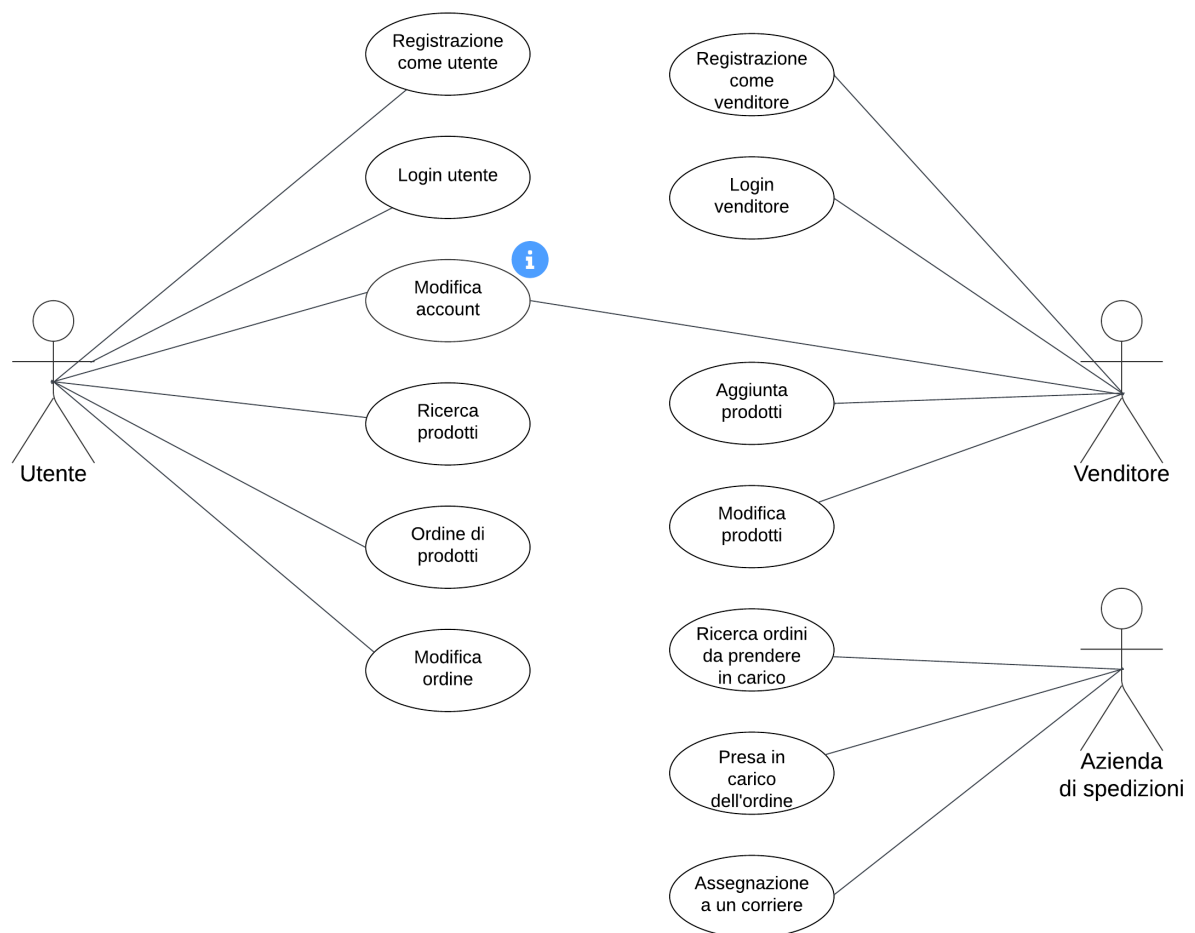 Registrazione
come utente
Registrazione
come
venditore
Login utente
Login
venditore
i
Modifica
account
Aggiunta
prodotti
Ricerca
prodotti
Utente
Venditore
Modifica
prodotti
Ordine di
prodotti
Ricerca ordini
da prendere
in carico
Modifica
ordine
Presa in
carico
dell'ordine
Azienda
di spedizioni
Assegnazione
a un corriere